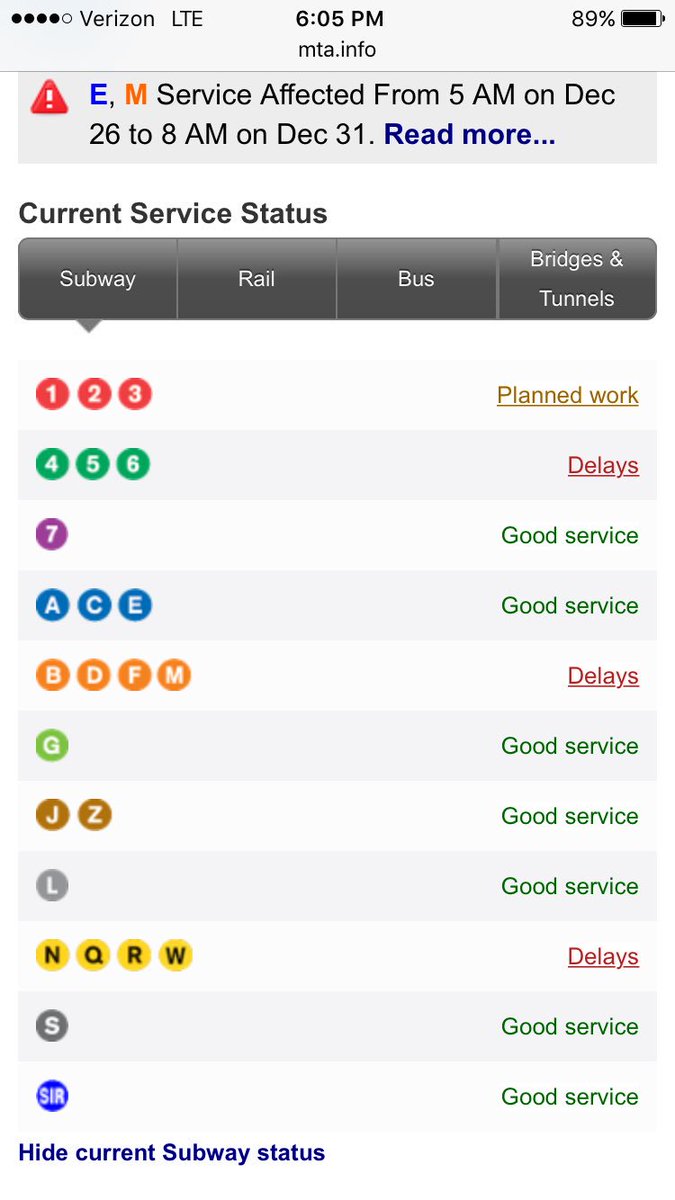 Verizon LTE 6:05 PM 89%
mta.info
E, M Service Affected From 5 AM on Dec
26 to 8 AM on Dec 31. Read more...
Current Service Status
Subway Rail Bus Bridges &
Tunnels
1 2 3 Planned work
4 5 6 Delays
7 Good service
A C E Good service
B D F M Delays
G Good service
J Z Good service
L Good service
N Q R W Delays
S Good service
SIR Good service
Hide current Subway status